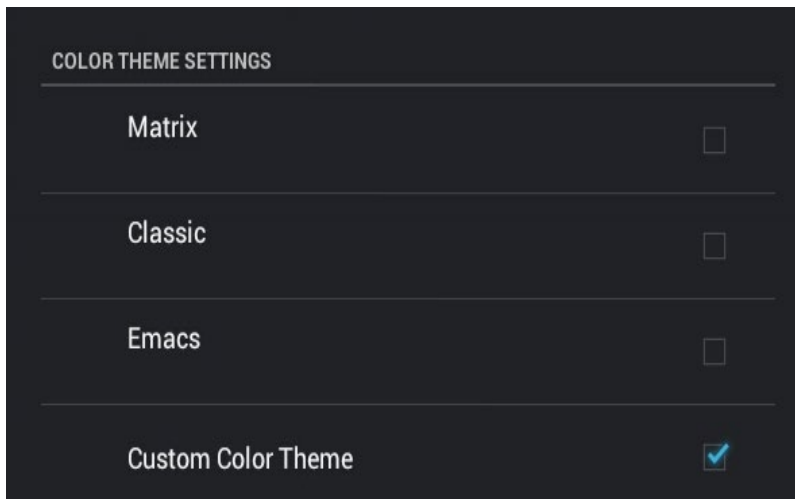 COLOR THEME SETTINGS
Matrix
Classic
Emacs
Custom Color Theme